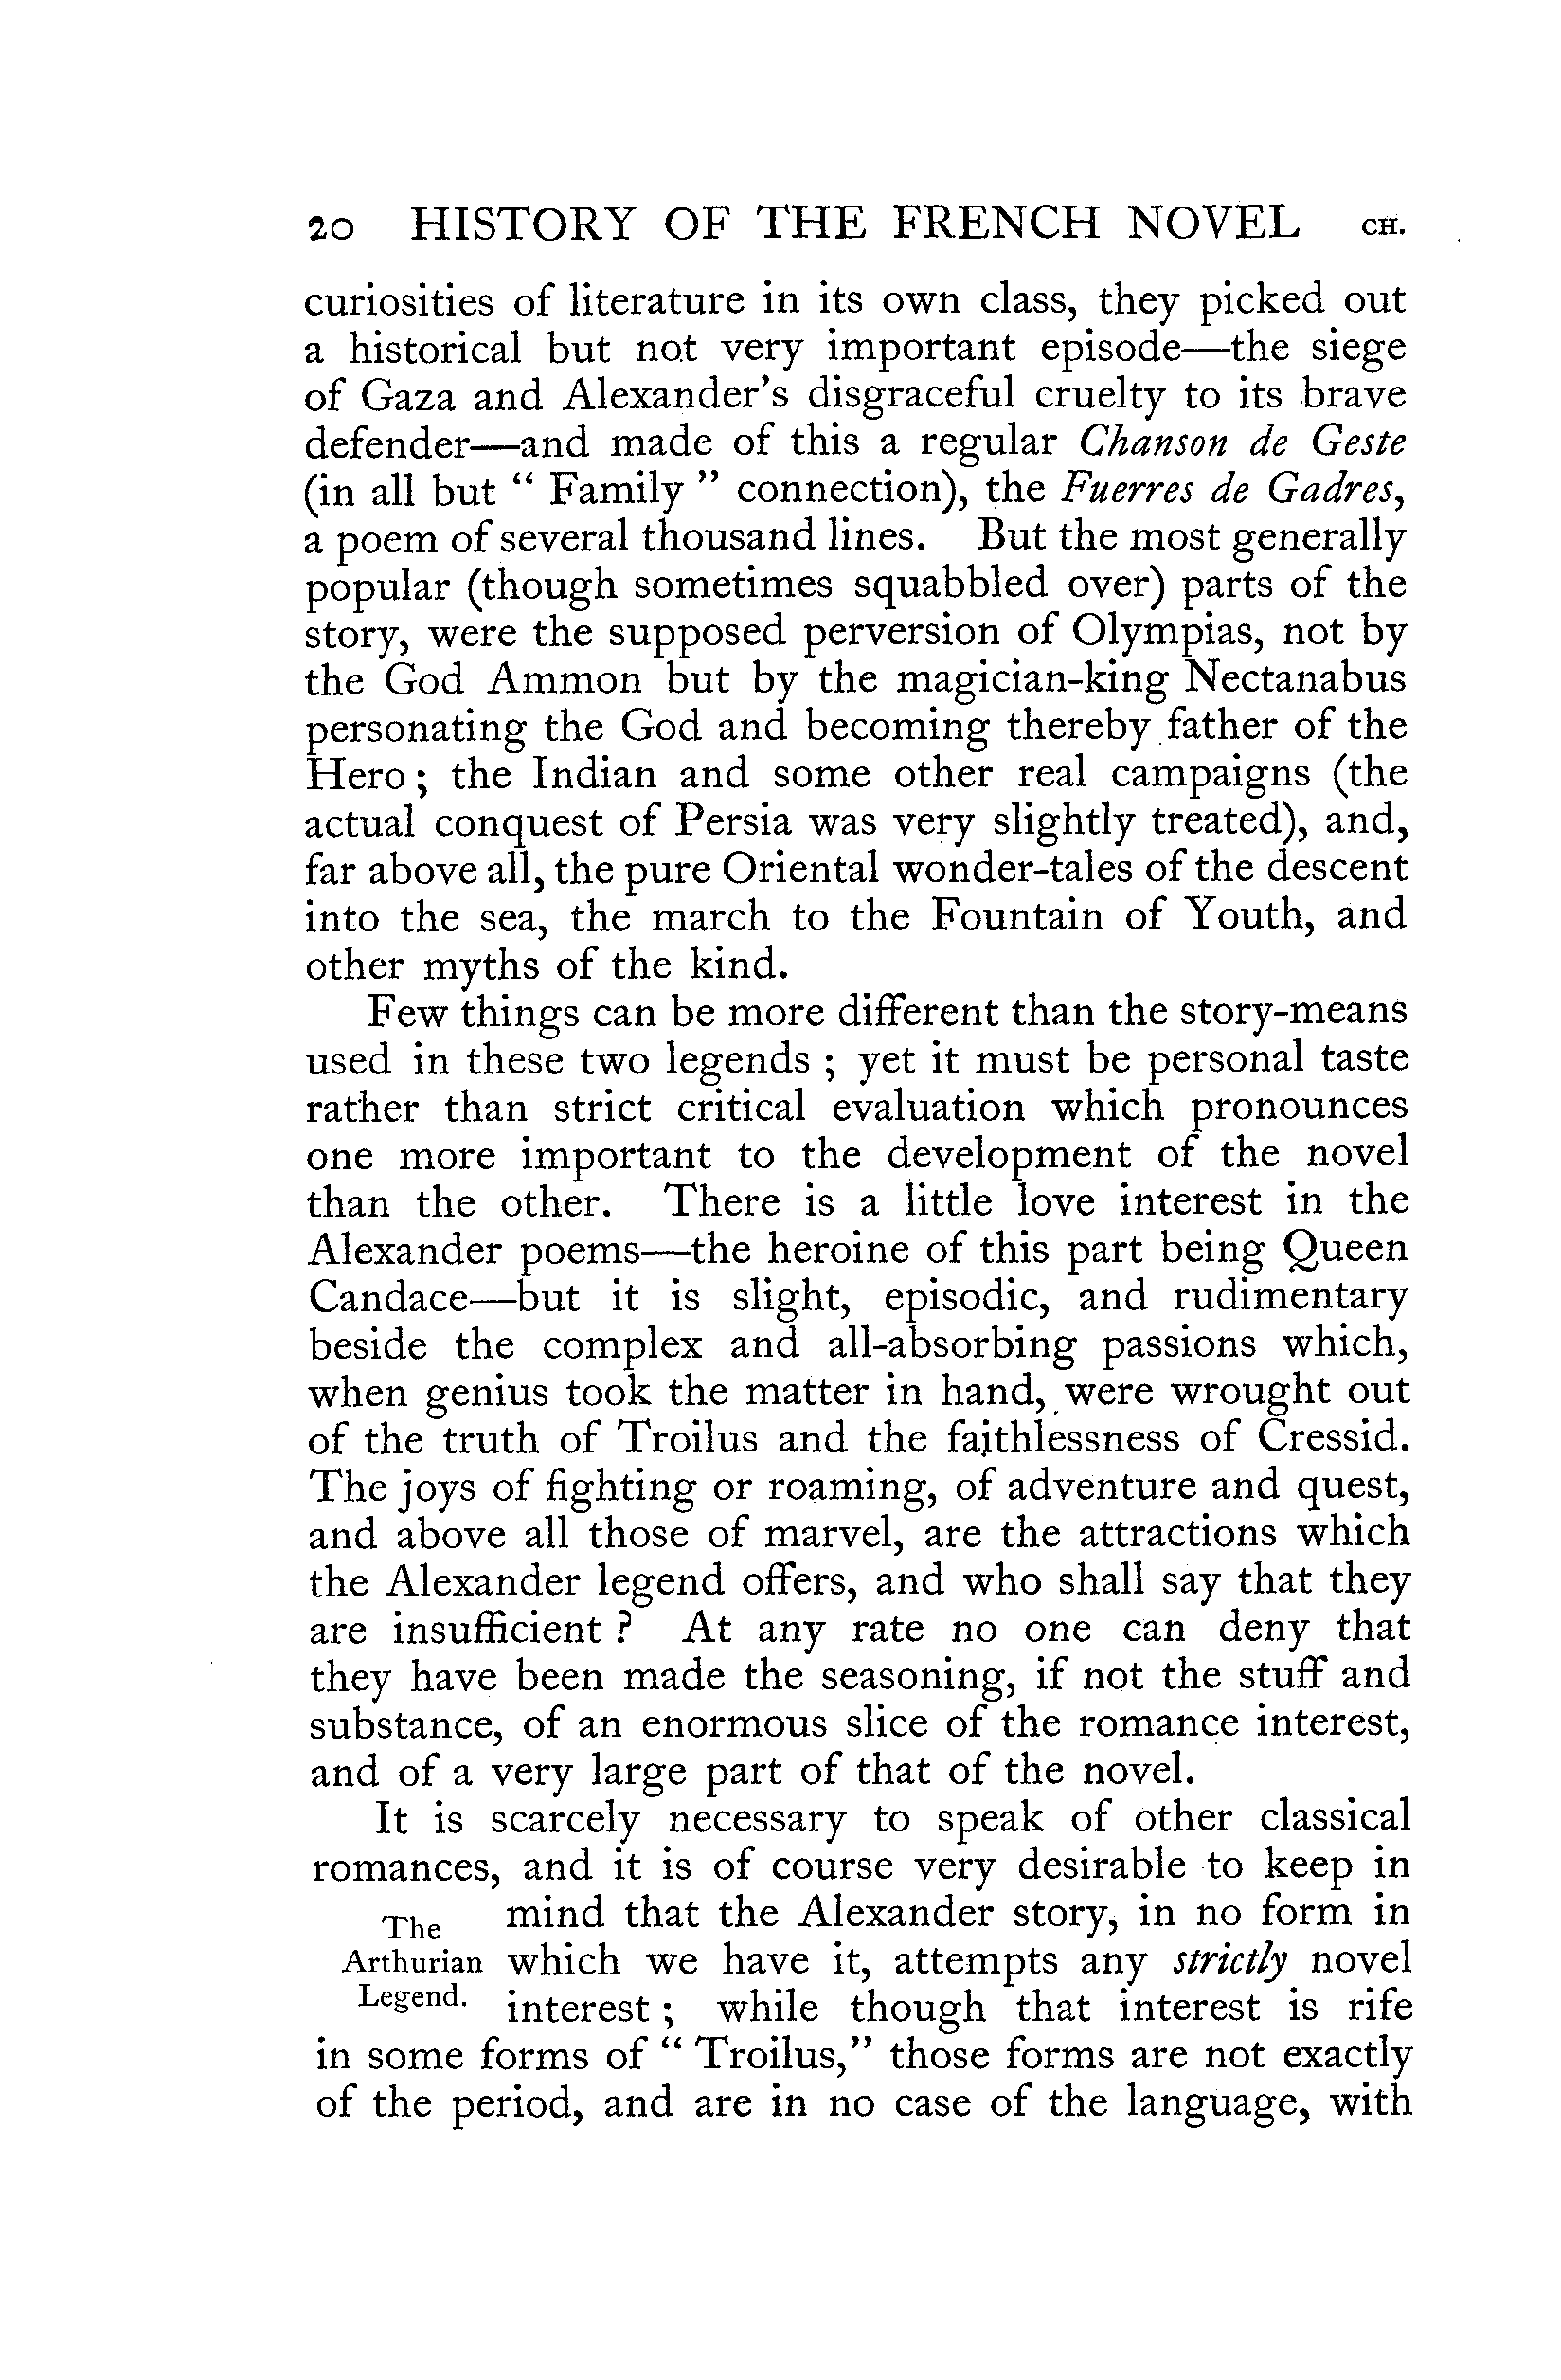 20 HISTORY OF THE FRENCH NOVEL CH.
curiosities of literature in its own class, they picked out
a historical but not very important episode—the siege
of Gaza and Alexander's disgraceful cruelty to its brave
defender—and made of this a regular Chanson de Geste
(in all but “ Family ” connection), the Fuerres de Gadres,
a poem of several thousand lines. But the most generally
popular (though sometimes squabbled over) parts of the
story, were the supposed perversion of Olympias, not by
the God Ammon but by the magician-king Nectanabus
personating the God and becoming thereby father of the
Hero ; the Indian and some other real campaigns (the
actual conquest of Persia was very slightly treated), and,
far above all, the pure Oriental wonder-tales of the descent
into the sea, the march to the Fountain of Youth, and
other myths of the kind.
Few things can be more different than the story-means
used in these two legends ; yet it must be personal taste
rather than strict critical evaluation which pronounces
one more important to the development of the novel
than the other. There is a little love interest in the
Alexander poems—the heroine of this part being Queen
Candace—but it is slight, episodic, and rudimentary
beside the complex and all-absorbing passions which,
when genius took the matter in hand, were wrought out
of the truth of Troilus and the faithlessness of Cressid.
The joys of fighting or roaming, of adventure and quest,
and above all those of marvel, are the attractions which
the Alexander legend offers, and who shall say that they
are insufficient ? At any rate no one can deny that
they have been made the seasoning, if not the stuff and
substance, of an enormous slice of the romance interest,
and of a very large part of that of the novel.
It is scarcely necessary to speak of other classical
romances, and it is of course very desirable to keep in
The
Arthurian
Legend.
mind that the Alexander story, in no form in
which we have it, attempts any strictly novel
interest ; while though that interest is rife
in some forms of “ Troilus,” those forms are not exactly
of the period, and are in no case of the language, with